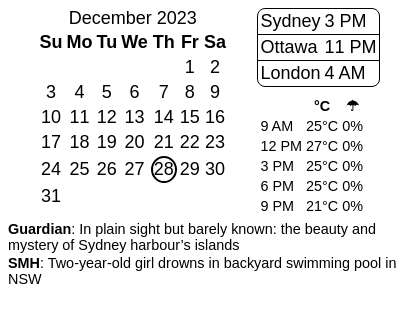 December 2023
Su Mo Tu We Th Fr Sa
1 2
3 4 5 6 7 8 9
10 11 12 13 14 15 16
17 18 19 20 21 22 23
24 25 26 27 28 29 30
31
Sydney 3 PM
Ottawa 11 PM
London 4 AM
°C ☂
9 AM 25°C 0%
12 PM 27°C 0%
3 PM 25°C 0%
6 PM 25°C 0%
9 PM 21°C 0%
Guardian: In plain sight but barely known: the beauty and
mystery of Sydney harbour’s islands
SMH: Two-year-old girl drowns in backyard swimming pool in
NSW